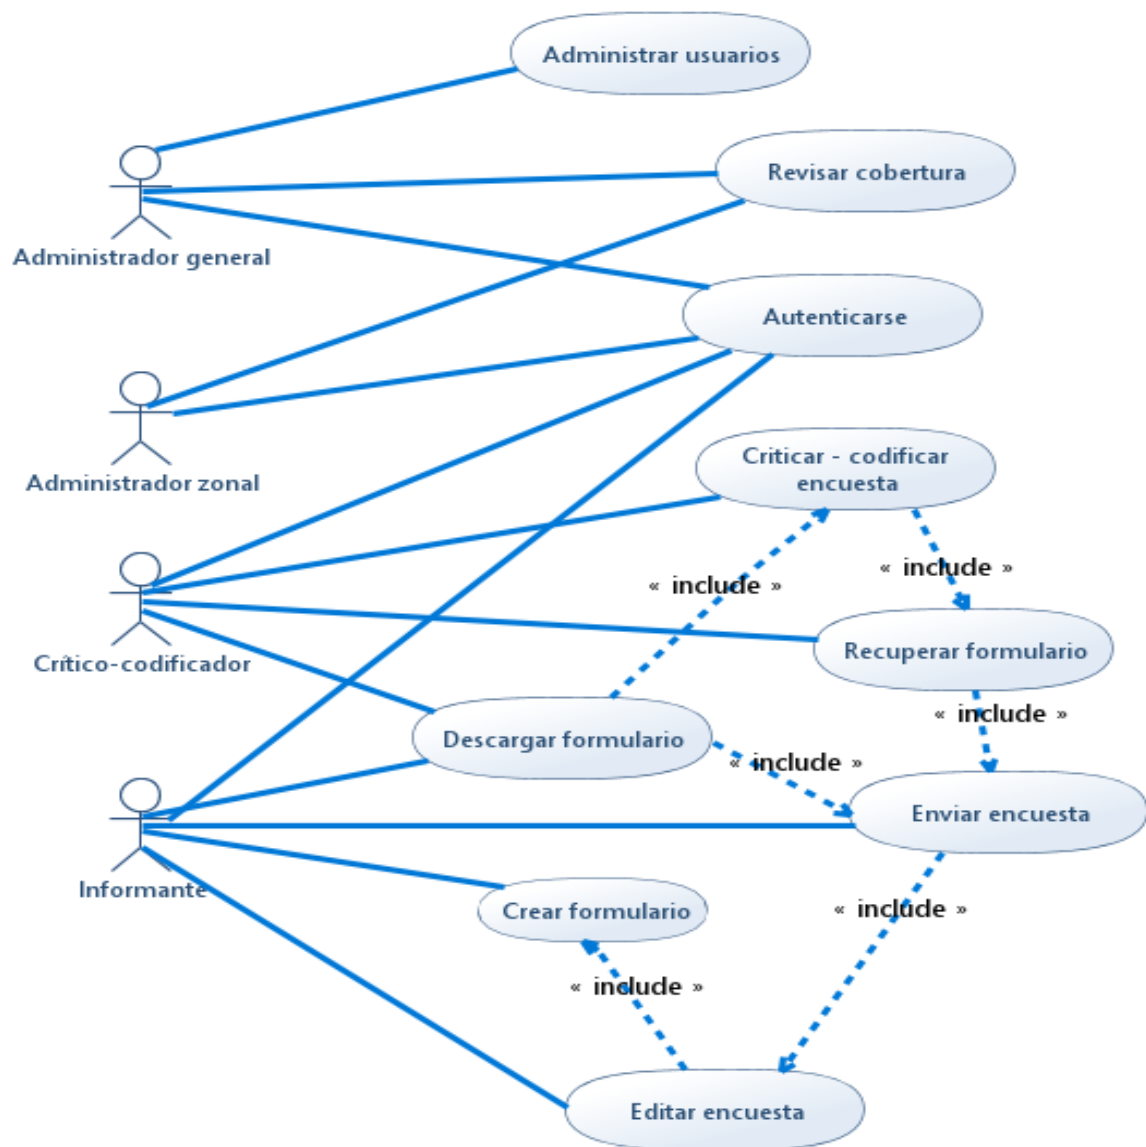 Administrar usuarios
Revisar cobertura
Administrador general
Autenticarse
Criticar - codificar
encuesta
Administrador zonal
« include »
« include »
Recuperar formulario
Crítico-codificador
« include »
Descargar formulario
« include »
Enviar encuesta
Informante
Crear formulario
« include »
« include »
Editar encuesta